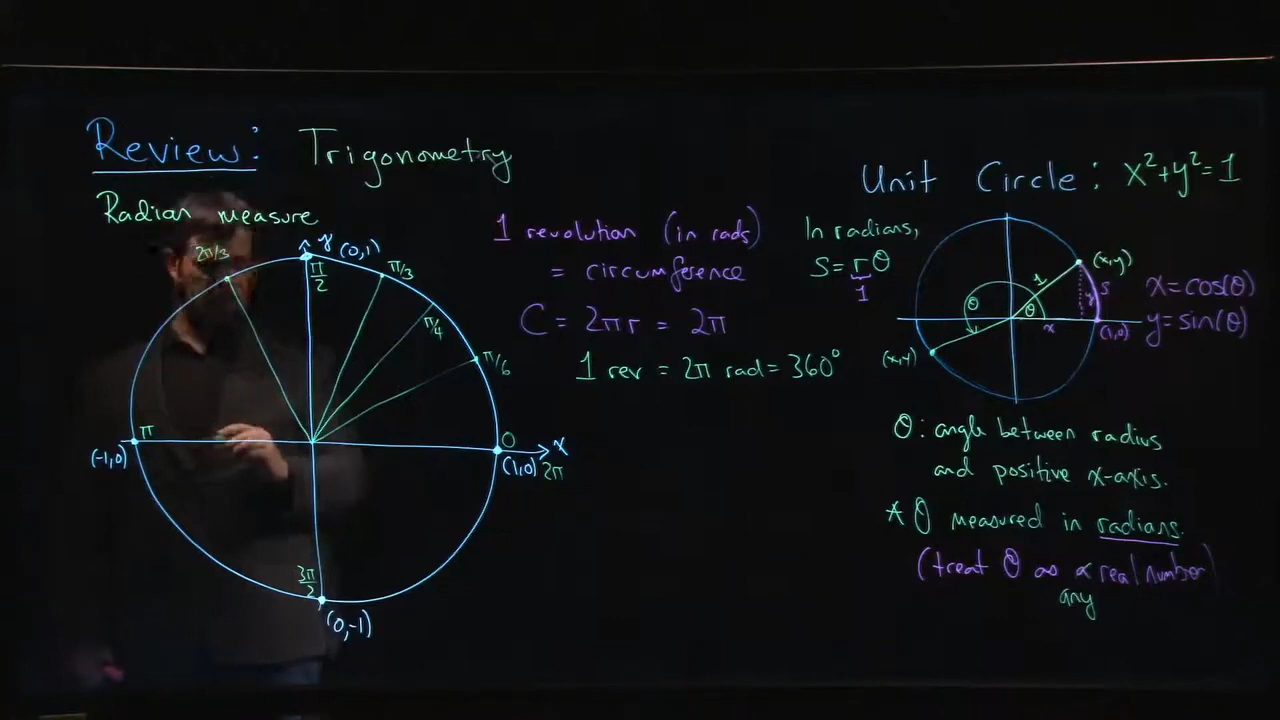 Review: Trigonometry
Radian measure
2π/3
y (0,1)
π/2
π/3
π/4
π/6
π
(-1,0)
0
x
(1,0) 2π
3π/2
(0,-1)
1 revolution (in rads)
= circumference
C = 2πr = 2π
1 rev = 2π rad = 360°
In radians,
S = rθ
1
Unit Circle: x²+y²=1
(x,y)
1
θ
θ
y
s
x
(1,0)
(x,y)
x=cos(θ)
y=sin(θ)
θ: angle between radius
and positive x-axis.
* θ measured in radians.
(treat θ as a real number)
any